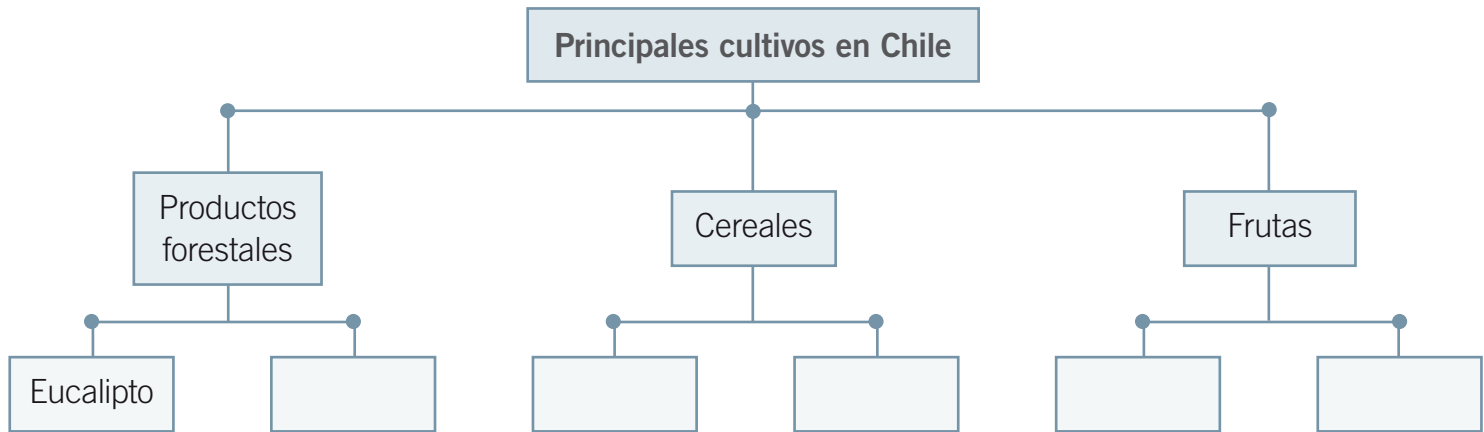 Principales cultivos en Chile
Productos
forestales
Cereales
Frutas
Eucalipto